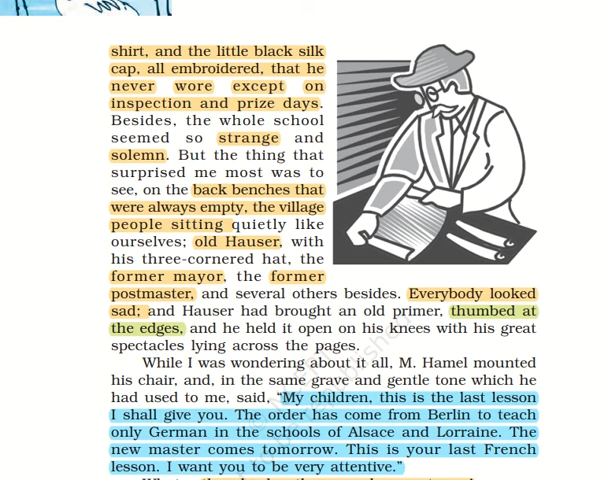 shirt, and the little black silk
cap, all embroidered, that he
never wore except on
inspection and prize days.
Besides, the whole school
seemed so strange and
solemn. But the thing that
surprised me most was to
see, on the back benches that
were always empty, the village
people sitting quietly like
ourselves; old Hauser, with
his three-cornered hat, the
former mayor, the former
postmaster, and several others besides. Everybody looked
sad; and Hauser had brought an old primer, thumbed at
the edges, and he held it open on his knees with his great
spectacles lying across the pages.
While I was wondering about it all, M. Hamel mounted
his chair, and, in the same grave and gentle tone which he
had used to me, said, “My children, this is the last lesson
I shall give you. The order has come from Berlin to teach
only German in the schools of Alsace and Lorraine. The
new master comes tomorrow. This is your last French
lesson. I want you to be very attentive.”